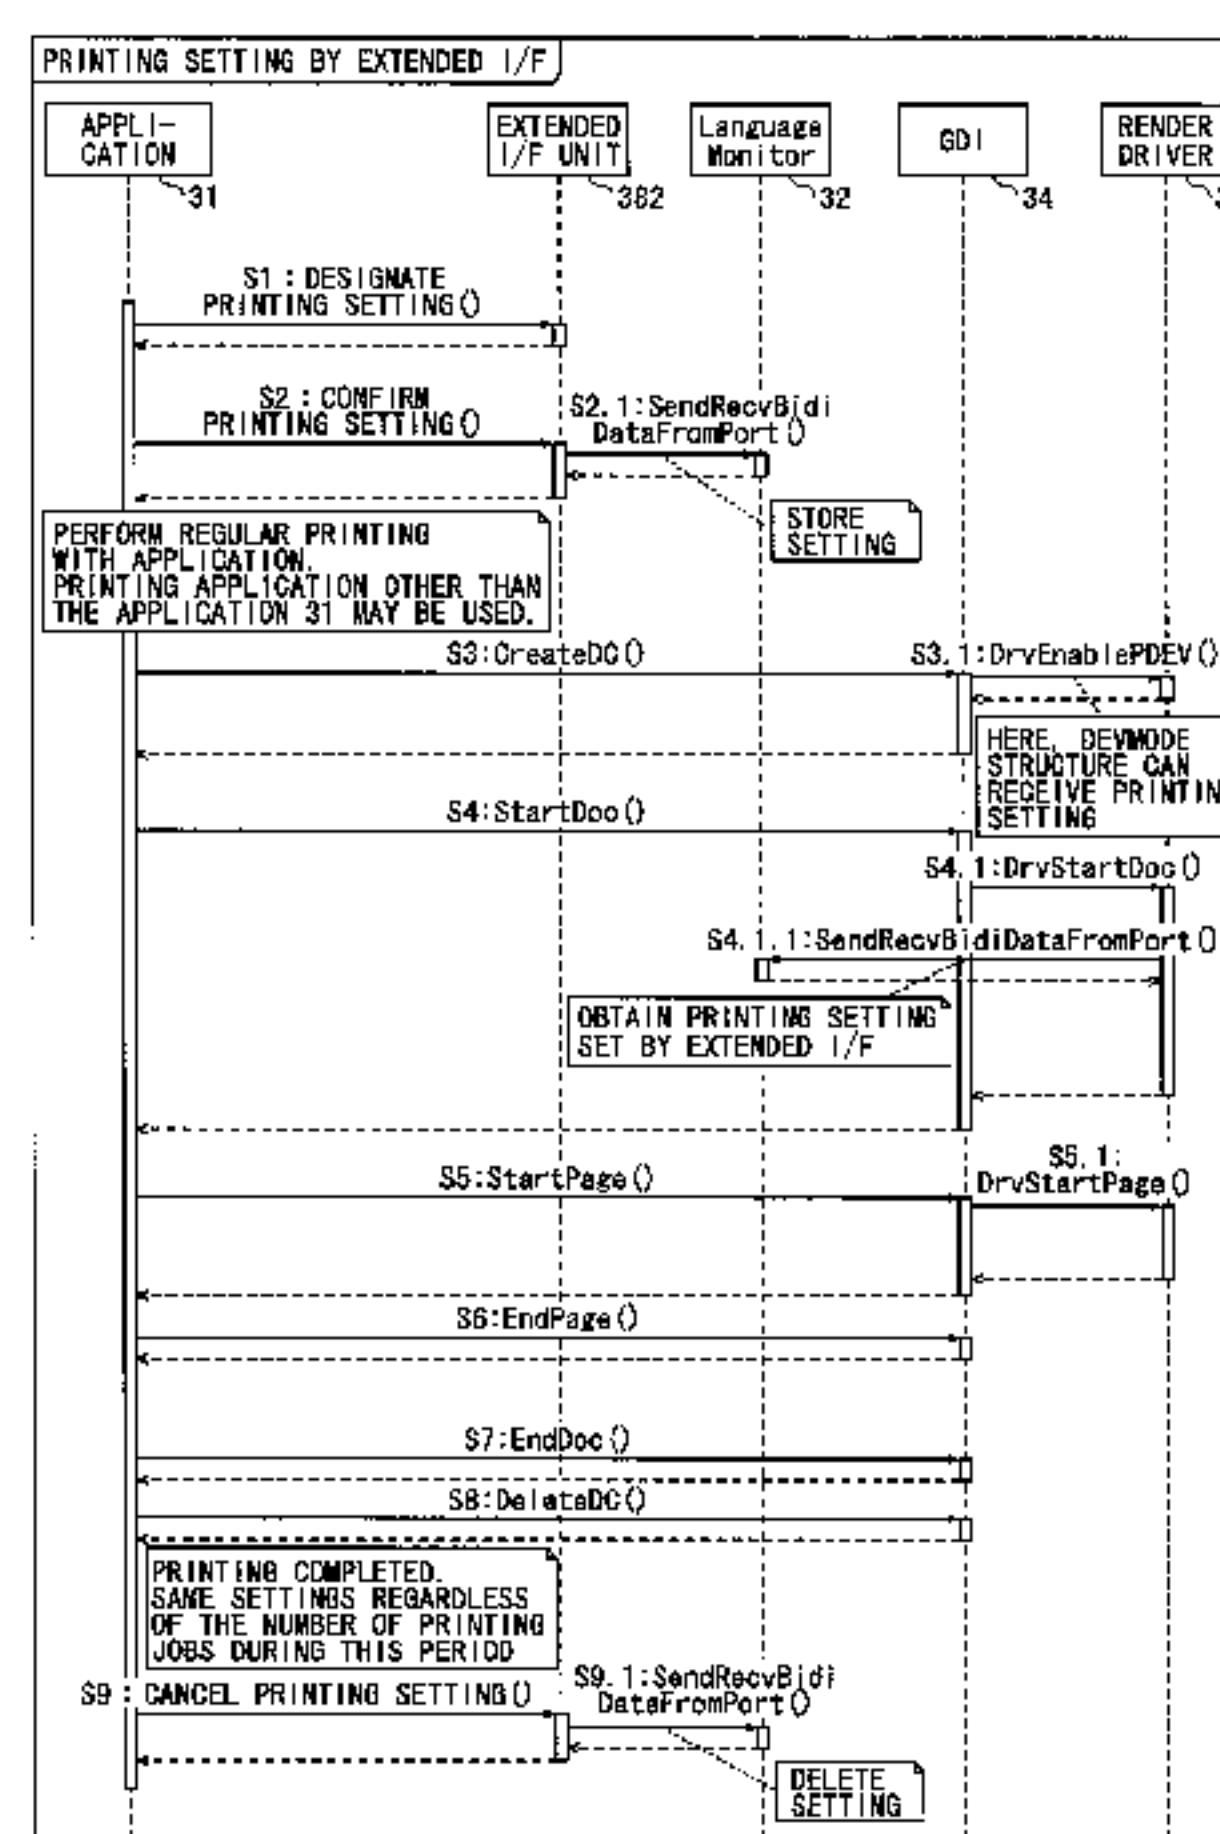 PRINTING SETTING BY EXTENDED I/F
APPLI-
CATION
31
EXTENDED
I/F UNIT
382
Language
Monitor
32
GDI
34
RENDER
DRIVER
S1 : DESIGNATE
PRINTING SETTING()
S2 : CONFIRM
PRINTING SETTING()
S2.1:SendRecvBidi
DataFromPort()
STORE
SETTING
PERFORM REGULAR PRINTING
WITH APPLICATION.
PRINTING APPLICATION OTHER THAN
THE APPLICATION 31 MAY BE USED.
S3:CreateDC()
S3.1:DrvEnablePDEV()
HERE, DEVMODE
STRUCTURE CAN
RECEIVE PRINTIN
SETTING
S4:StartDoc()
S4.1:DrvStartDoc()
S4.1.1:SendRecvBidiDataFromPort()
OBTAIN PRINTING SETTING
SET BY EXTENDED I/F
S5:StartPage()
S5.1:
DrvStartPage()
S6:EndPage()
S7:EndDoc()
S8:DeleteDC()
PRINTING COMPLETED.
SAME SETTINGS REGARDLESS
OF THE NUMBER OF PRINTING
JOBS DURING THIS PERIOD
S9 : CANCEL PRINTING SETTING()
S9.1:SendRecvBidi
DataFromPort()
DELETE
SETTING